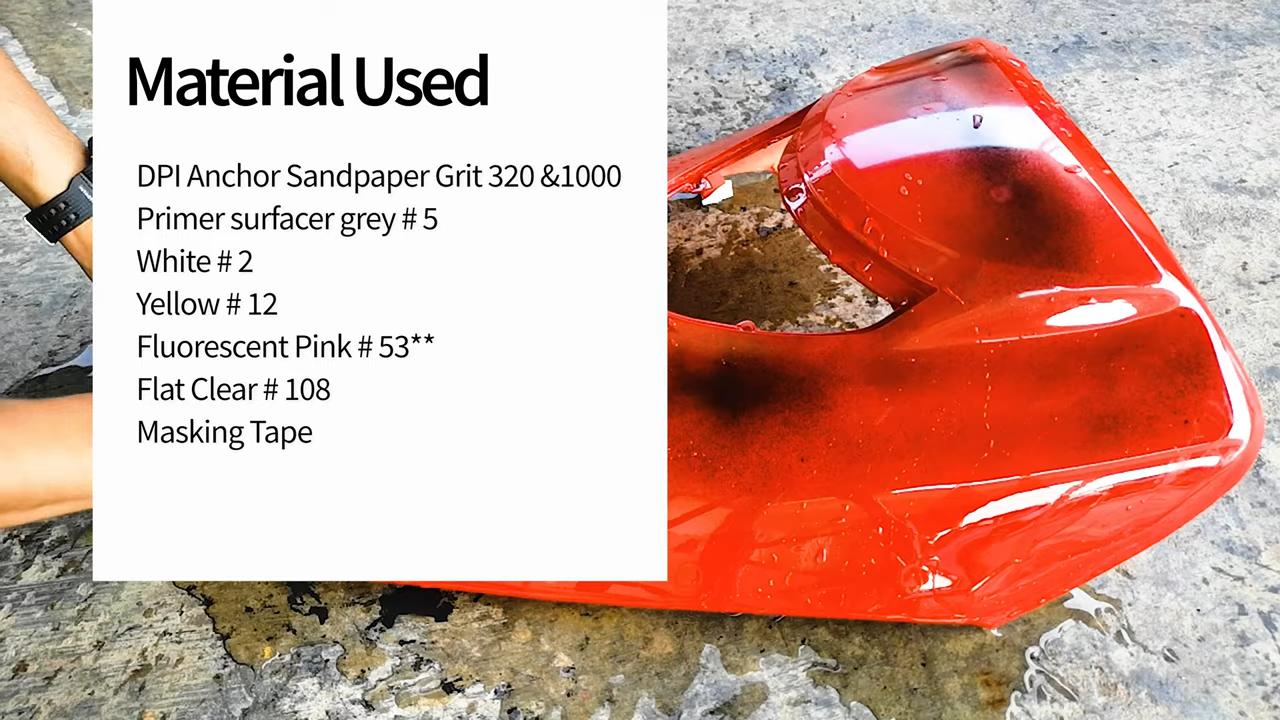 Material Used
DPI Anchor Sandpaper Grit 320 &1000
Primer surfacer grey # 5
White # 2
Yellow # 12
Fluorescent Pink # 53**
Flat Clear # 108
Masking Tape